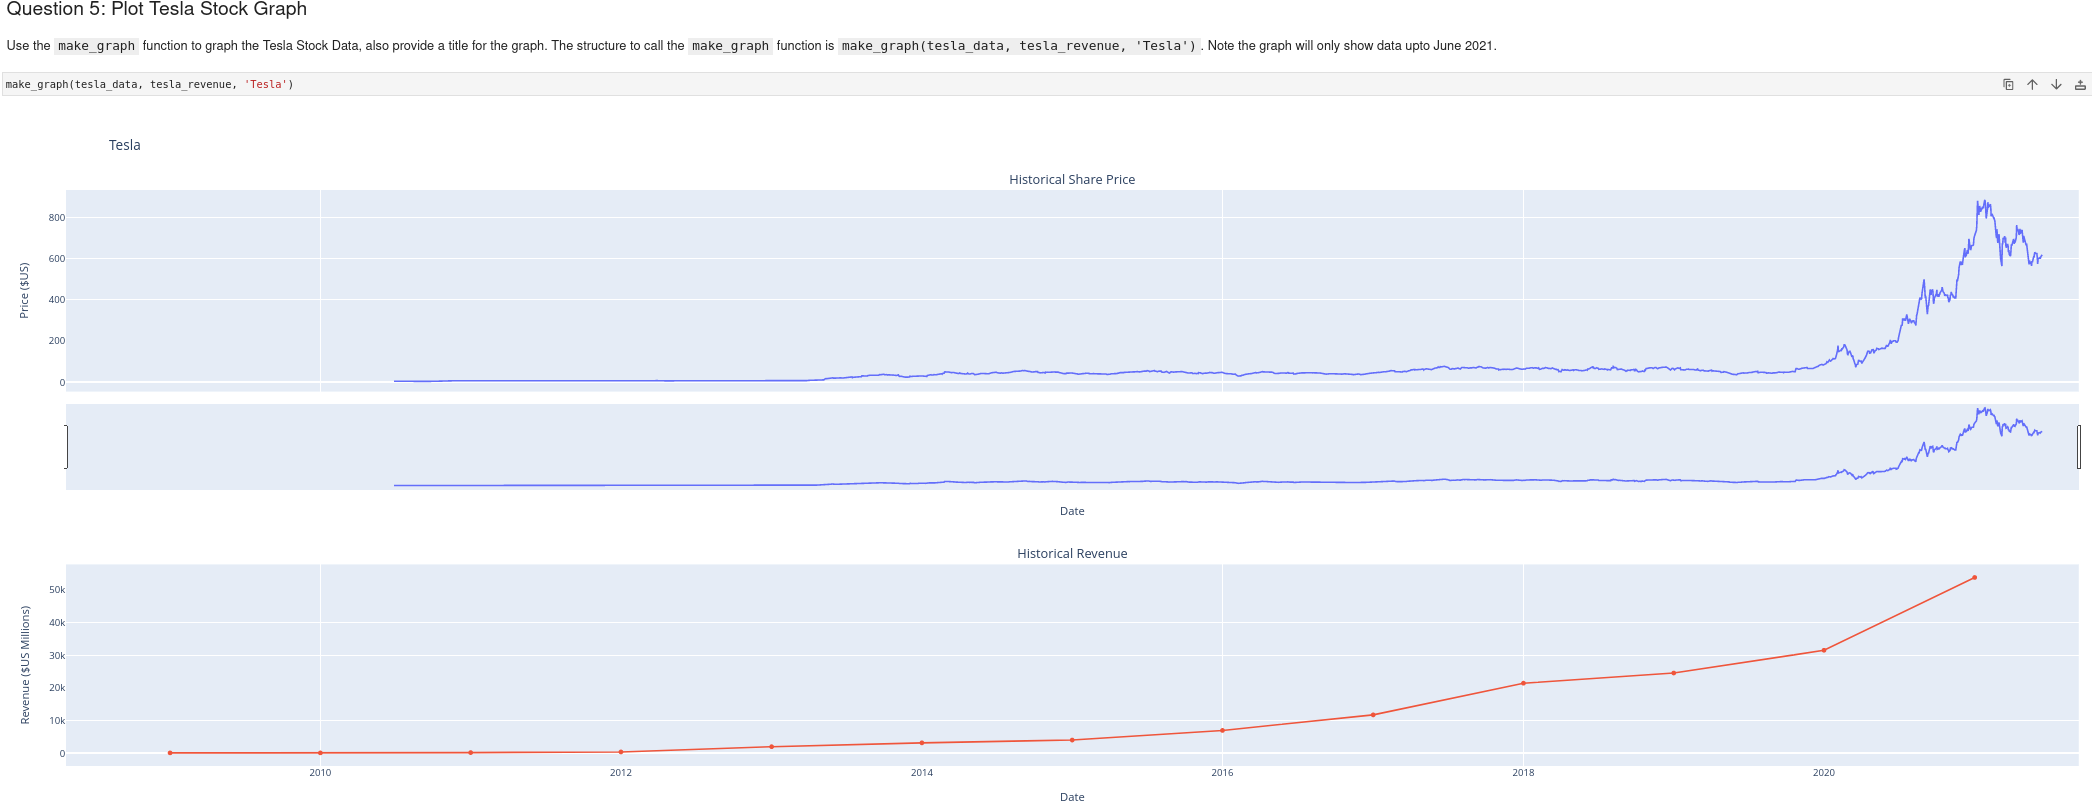 Question 5: Plot Tesla Stock Graph
Use the make_graph function to graph the Tesla Stock Data, also provide a title for the graph. The structure to call the make_graph function is make_graph(tesla_data, tesla_revenue, 'Tesla') . Note the graph will only show data upto June 2021.
make_graph(tesla_data, tesla_revenue, 'Tesla')
Tesla
Historical Share Price
Price ($US)
800
600
400
200
0
Date
Historical Revenue
Revenue ($US Millions)
50k
40k
30k
20k
10k
0
2010 2012 2014 2016 2018 2020
Date